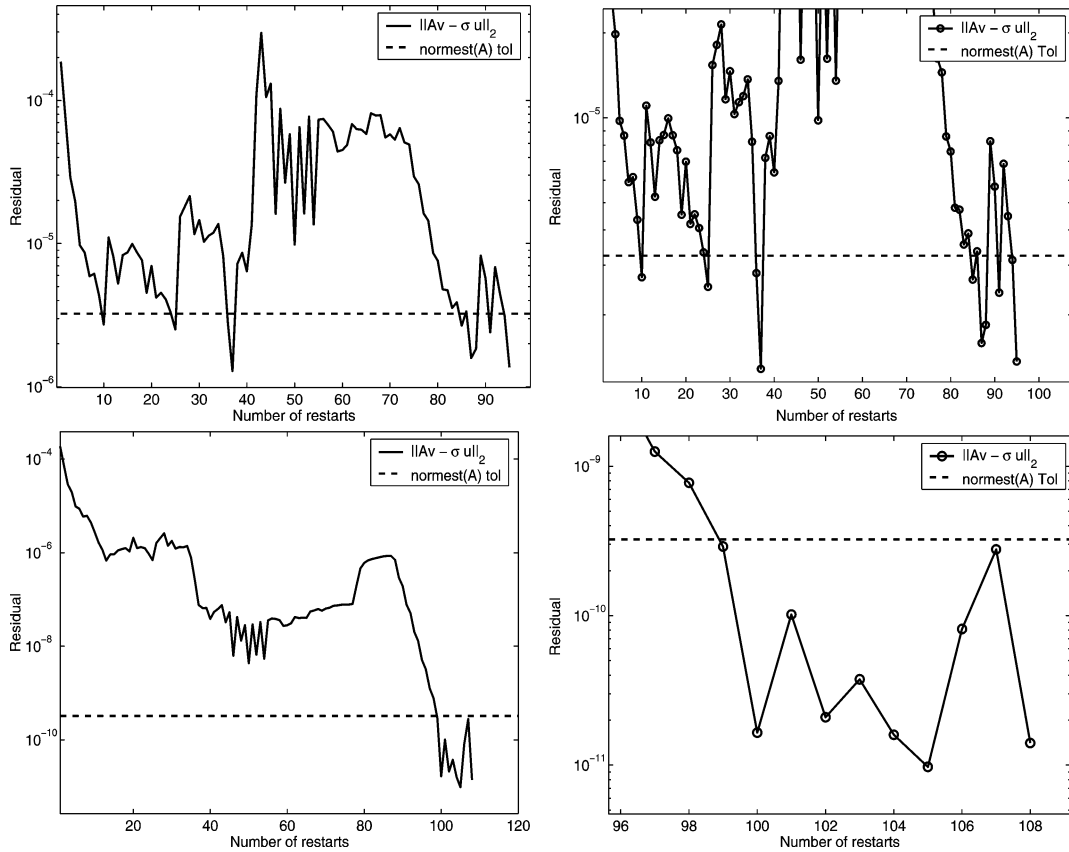 ||Av − σ u||₂
normest(A) tol
10⁻⁴
10⁻⁵
10⁻⁶
Residual
10 20 30 40 50 60 70 80 90
Number of restarts
||Av − σ u||₂
normest(A) Tol
10⁻⁵
Residual
10 20 30 40 50 60 70 80 90 100
Number of restarts
||Av − σ u||₂
normest(A) tol
10⁻⁴
10⁻⁶
10⁻⁸
10⁻¹⁰
Residual
20 40 60 80 100 120
Number of restarts
||Av − σ u||₂
normest(A) Tol
10⁻⁹
10⁻¹⁰
10⁻¹¹
Residual
96 98 100 102 104 106 108
Number of restarts